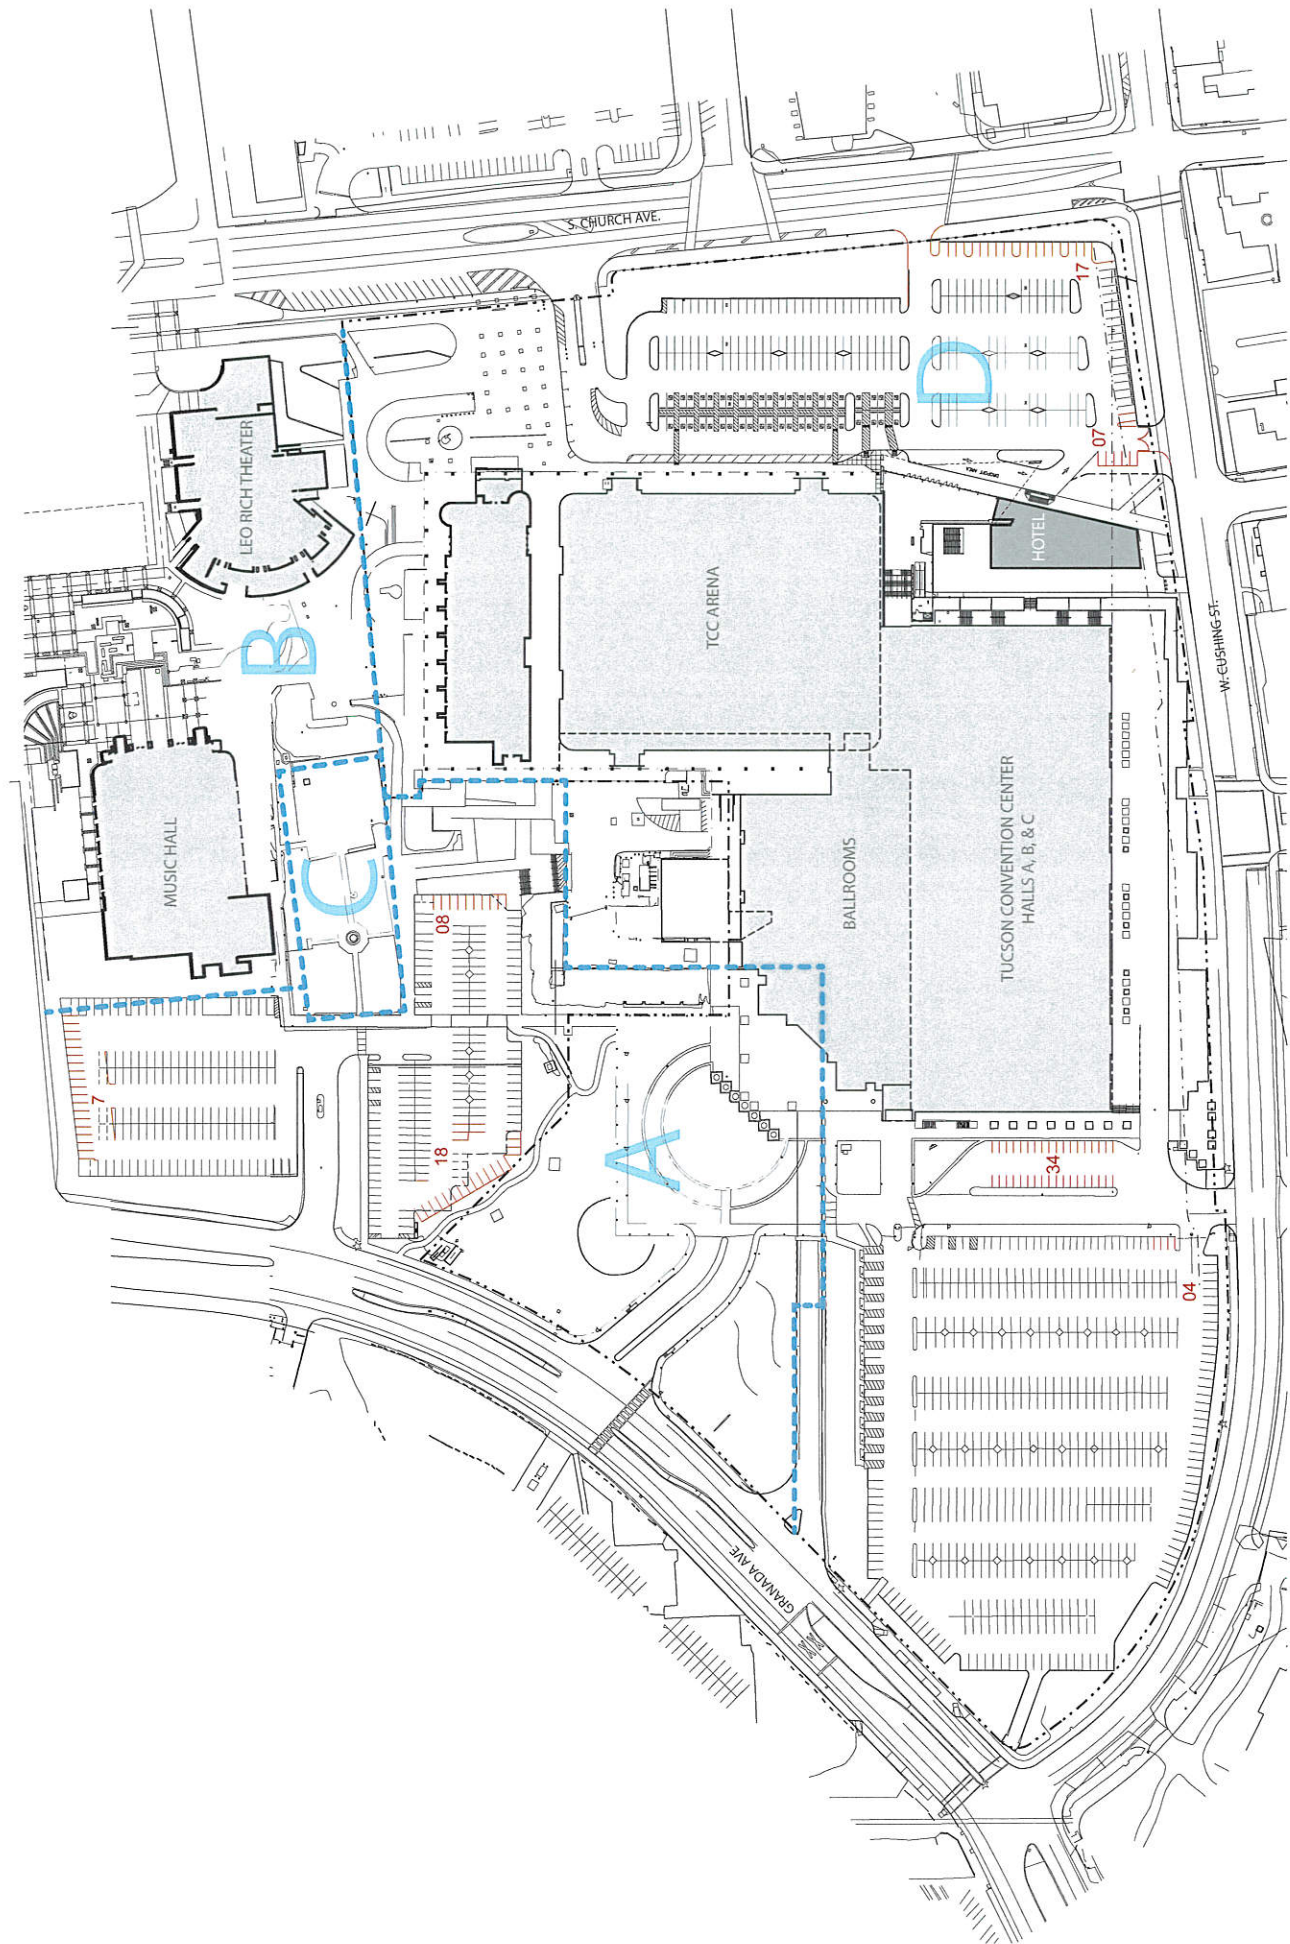 S. CHURCH AVE.
17
D
LEO RICH THEATER
07
HOTEL
TCC ARENA
B
W. CUSHING ST.
MUSIC HALL
C
08
BALLROOMS
TUCSON CONVENTION CENTER
HALLS A, B, & C
7
18
A
34
04
GRANADA AVE